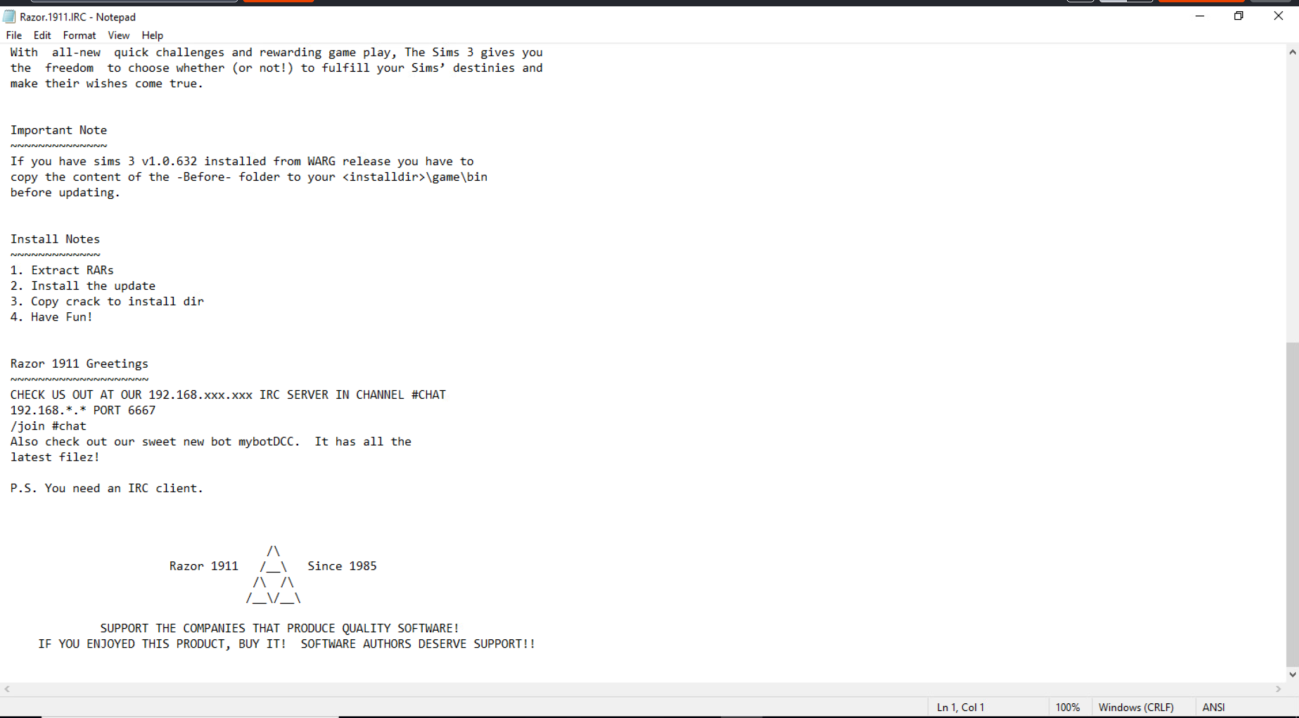 Razor.1911.IRC - Notepad
File Edit Format View Help
With  all-new  quick challenges and rewarding game play, The Sims 3 gives you
the  freedom  to choose whether (or not!) to fulfill your Sims’ destinies and
make their wishes come true.
Important Note
~~~~~~~~~~~~~~
If you have sims 3 v1.0.632 installed from WARG release you have to
copy the content of the -Before- folder to your <installdir>\game\bin
before updating.
Install Notes
~~~~~~~~~~~~~
1. Extract RARs
2. Install the update
3. Copy crack to install dir
4. Have Fun!
Razor 1911 Greetings
~~~~~~~~~~~~~~~~~~~~
CHECK US OUT AT OUR 192.168.xxx.xxx IRC SERVER IN CHANNEL #CHAT
192.168.*.* PORT 6667
/join #chat
Also check out our sweet new bot mybotDCC.  It has all the
latest filez!
P.S. You need an IRC client.
/\
Razor 1911   /__\   Since 1985
/\  /\
/__\/__\
SUPPORT THE COMPANIES THAT PRODUCE QUALITY SOFTWARE!
IF YOU ENJOYED THIS PRODUCT, BUY IT!  SOFTWARE AUTHORS DESERVE SUPPORT!!
Ln 1, Col 1 100% Windows (CRLF) ANSI